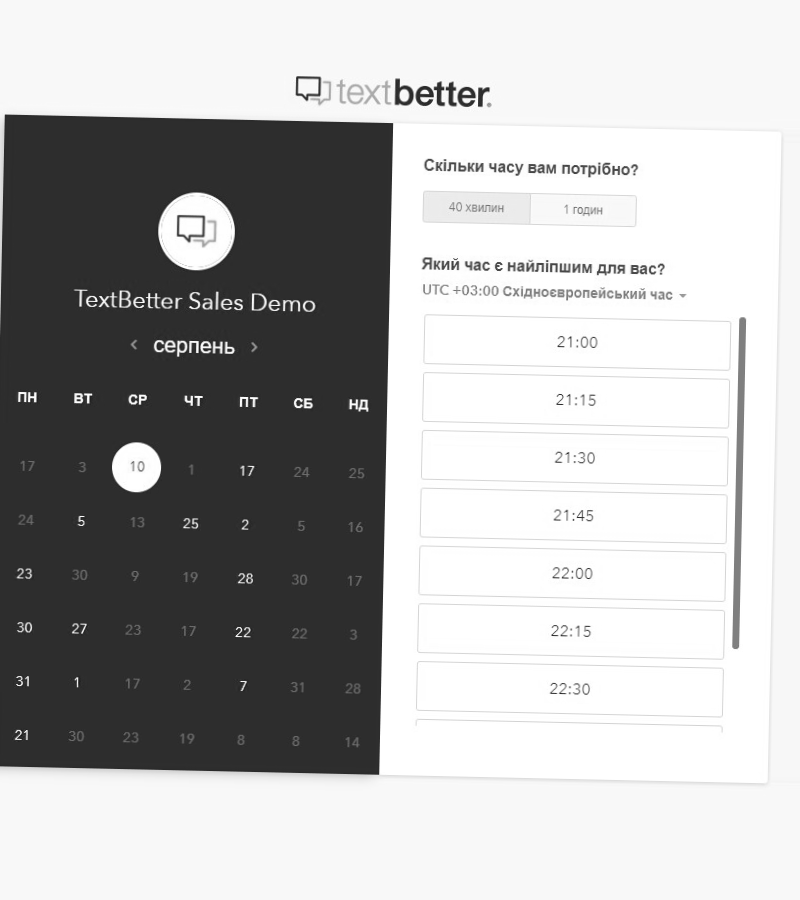 textbetter.
TextBetter Sales Demo
серпень
ПН ВТ СР ЧТ ПТ СБ НД
17 3 10 1 17 24 25
24 5 13 25 2 5 16
23 30 9 19 28 30 17
30 27 23 17 22 22 3
31 1 17 2 7 31 28
21 30 23 19 8 8 14
Скільки часу вам потрібно?
40 хвилин 1 годин
Який час є найліпшим для вас?
UTC +03:00 Східноєвропейський час
21:00
21:15
21:30
21:45
22:00
22:15
22:30